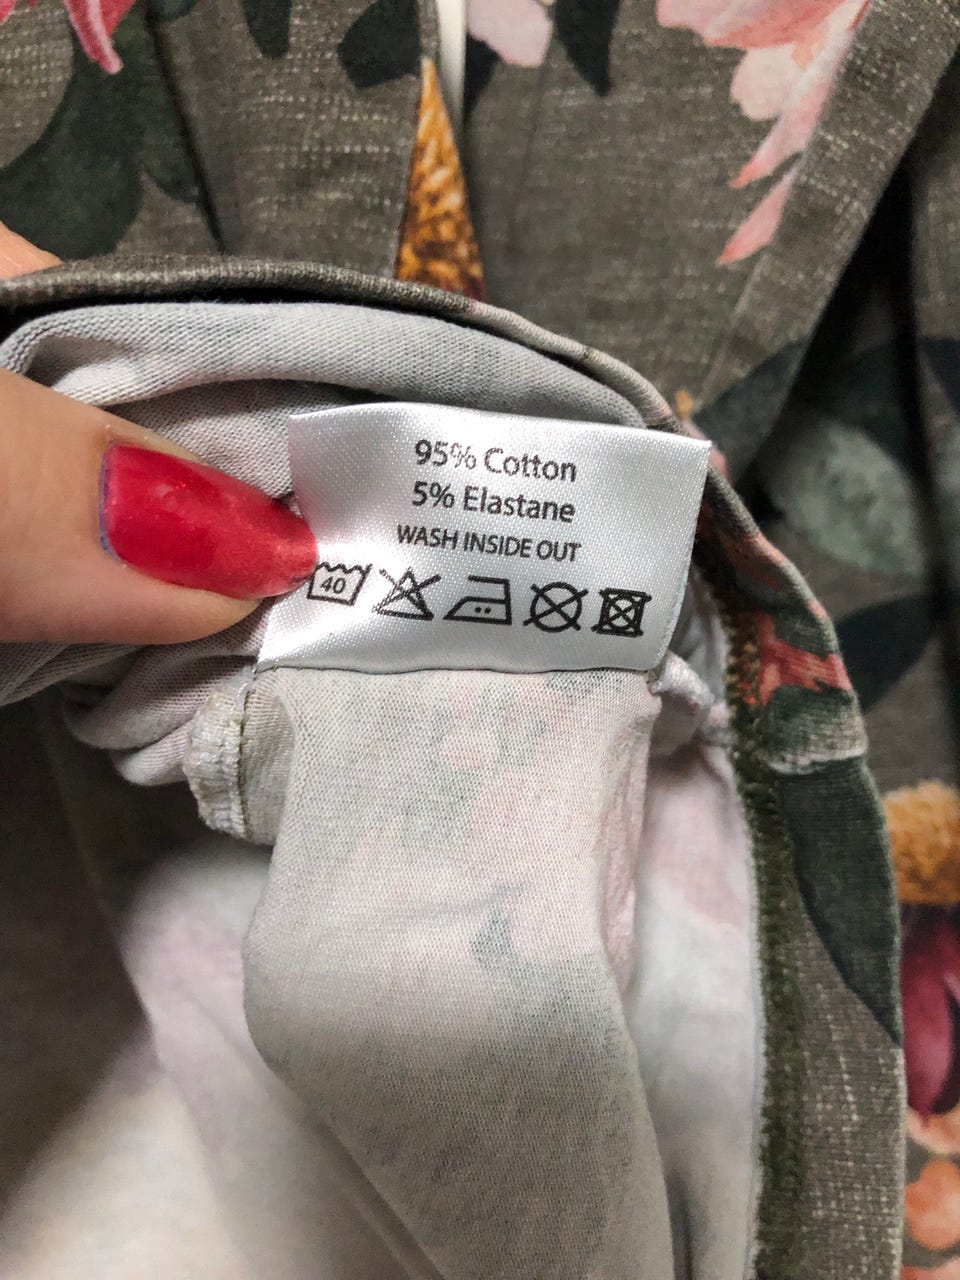 95% Cotton
5% Elastane
WASH INSIDE OUT
40